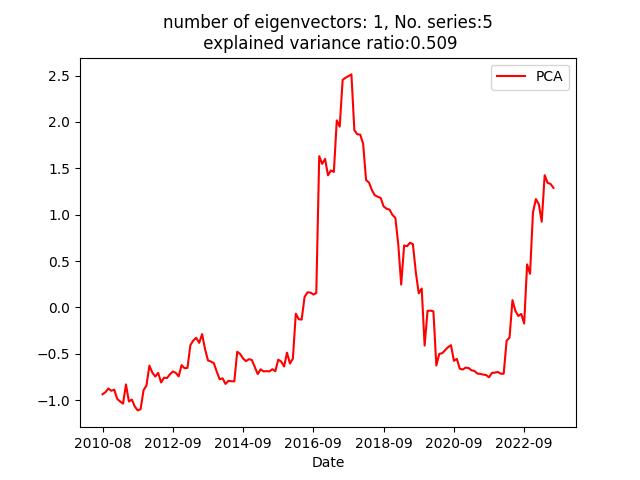 number of eigenvectors: 1, No. series:5
explained variance ratio:0.509
PCA
2.5
2.0
1.5
1.0
0.5
0.0
−0.5
−1.0
2010-08 2012-09 2014-09 2016-09 2018-09 2020-09 2022-09
Date